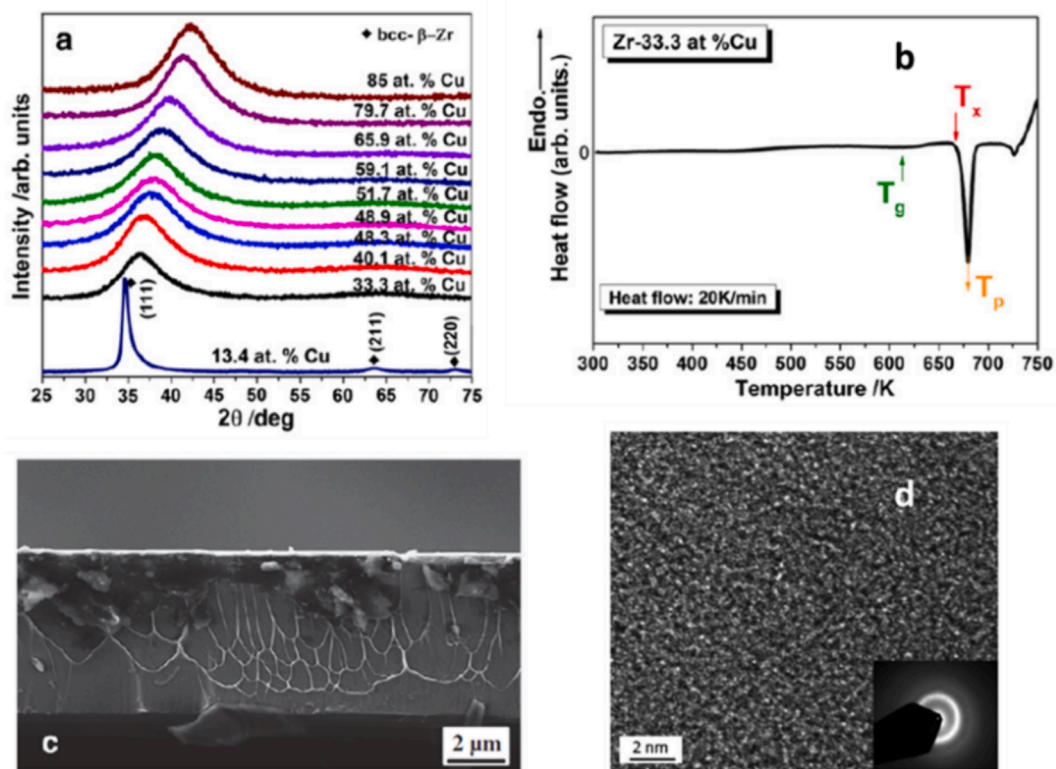 a
◆ bcc- β–Zr
85 at. % Cu
79.7 at. % Cu
65.9 at. % Cu
59.1 at. % Cu
51.7 at. % Cu
48.9 at. % Cu
48.3 at. % Cu
40.1 at. % Cu
33.3 at. % Cu
13.4 at. % Cu
(111)
(211)
(220)
Intensity /arb. units
25 30 35 40 45 50 55 60 65 70 75
2θ /deg
Zr-33.3 at %Cu
b
Tx
Tg
Tp
0
Heat flow (arb. units.)
Endo.
Heat flow: 20K/min
300 350 400 450 500 550 600 650 700 750
Temperature /K
c
2 μm
d
2 nm